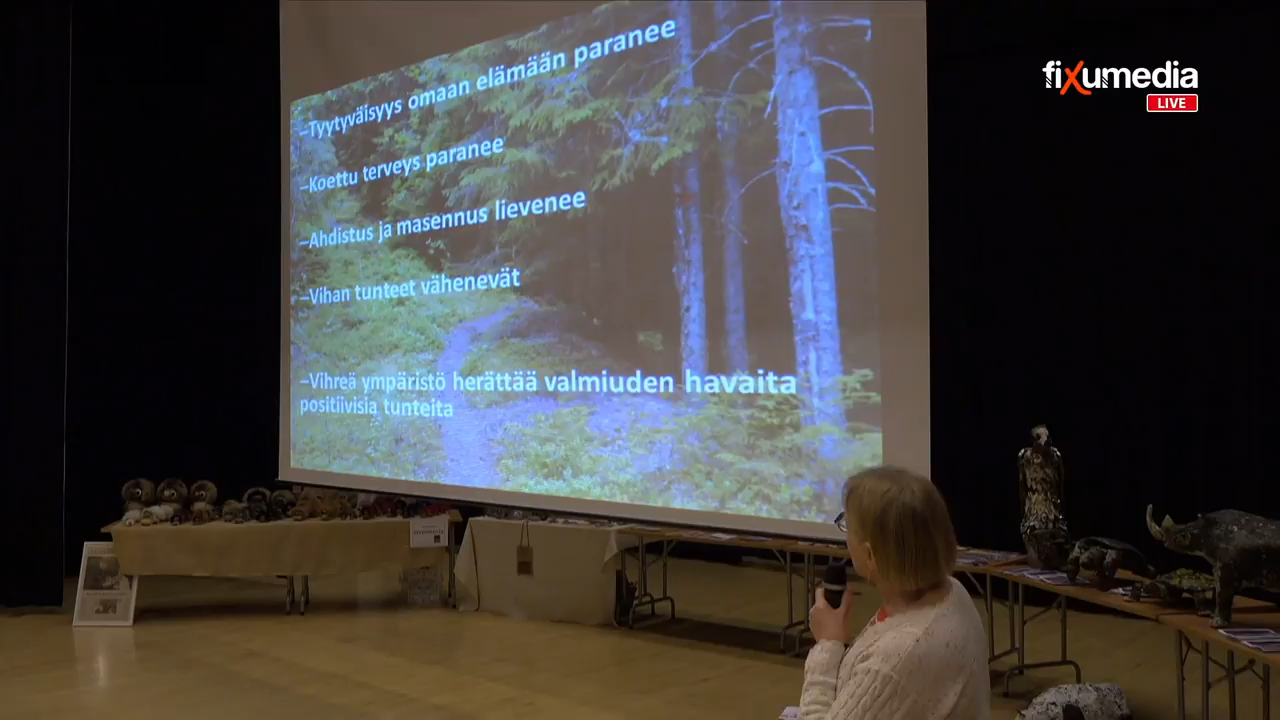 fixumedia
LIVE
–Tyytyväisyys omaan elämään paranee
–Koettu terveys paranee
–Ahdistus ja masennus lievenee
–Vihan tunteet vähenevät
–Vihreä ympäristö herättää valmiuden havaita
positiivisia tunteita